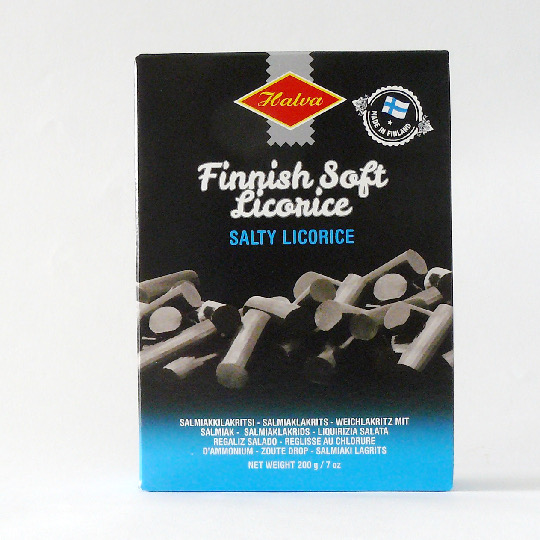 Halva
MADE IN FINLAND
Finnish Soft
Licorice
SALTY LICORICE
SALMIAKKILAKRITSI - SALMIAKLAKRITS - WEICHLAKRITZ MIT
SALMIAK - SALMIAKLAKRIDS - LIQUIRIZIA SALATA
REGALIZ SALADO - REGLISSE AU CHLORURE
D'AMMONIUM - ZOUTE DROP - SALMIAKI LAGRITS
NET WEIGHT 200 g / 7 oz